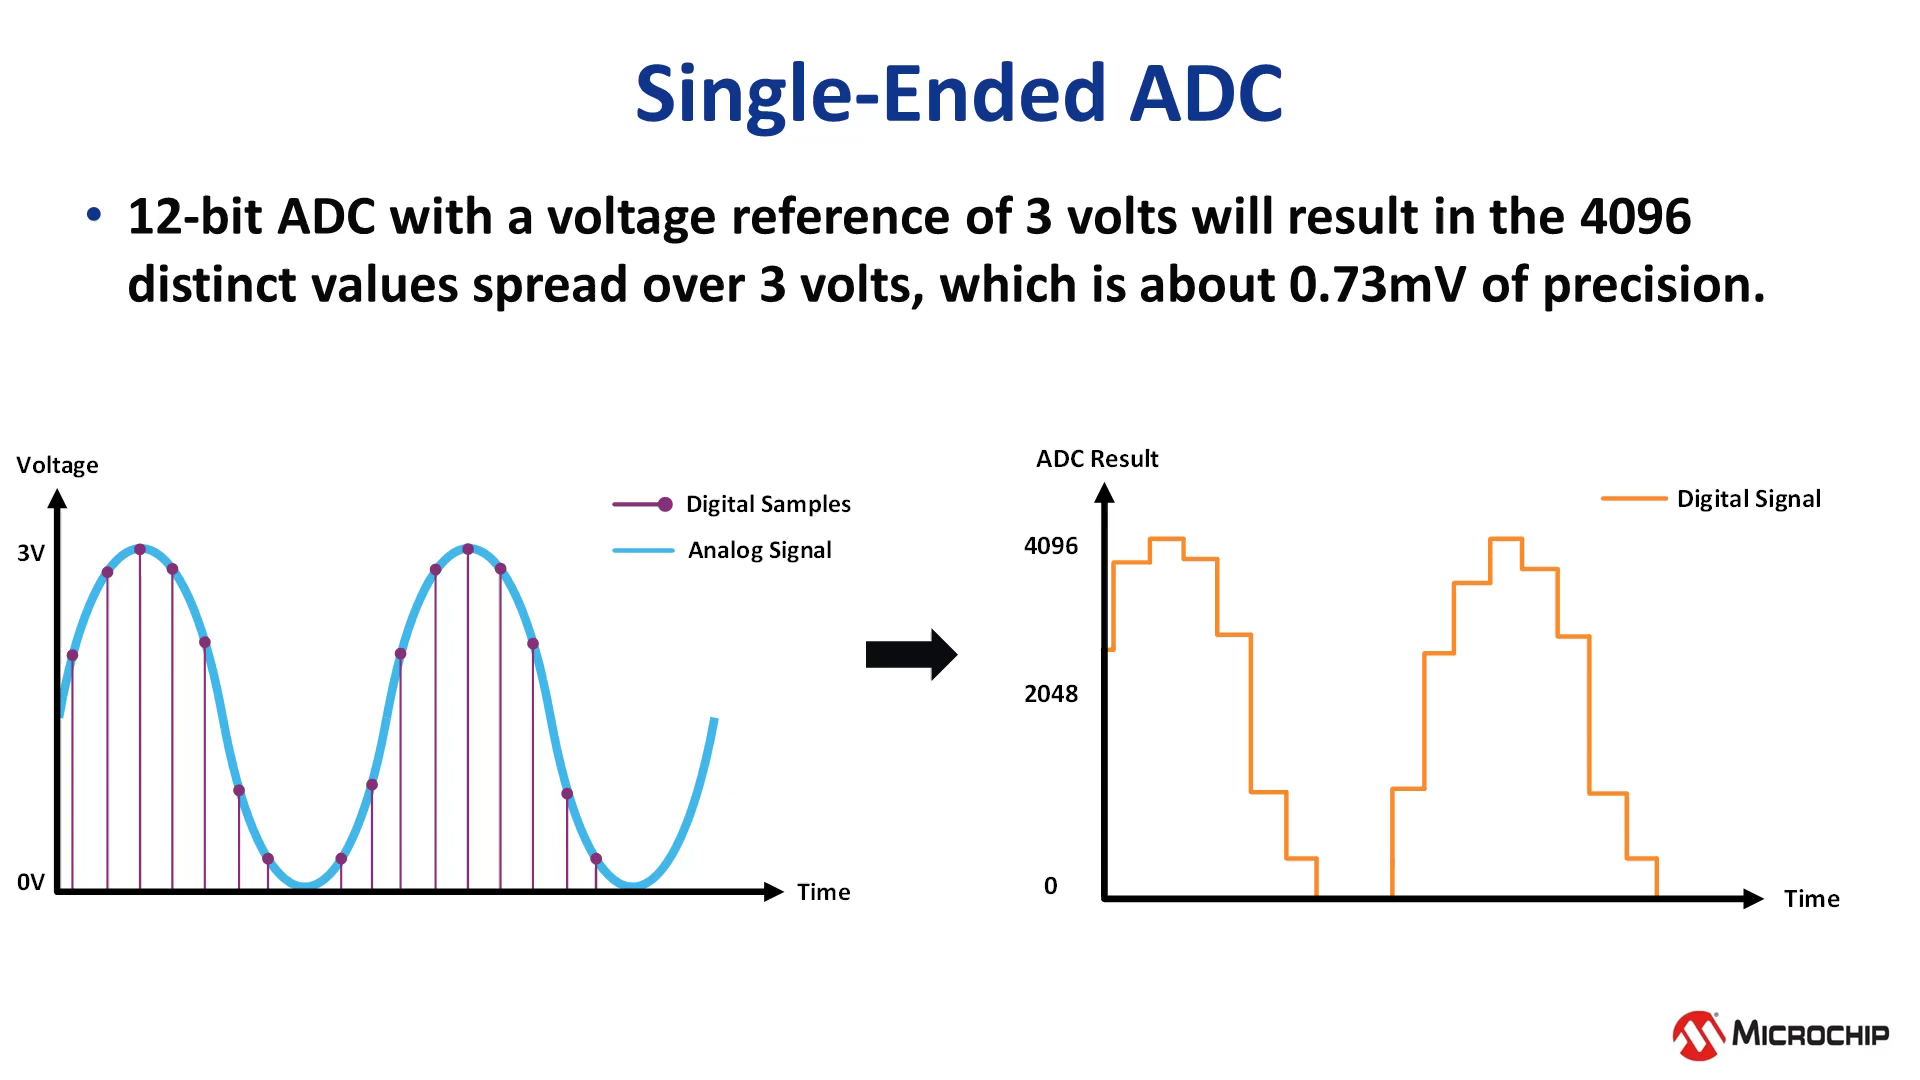 Single-Ended ADC
• 12-bit ADC with a voltage reference of 3 volts will result in the 4096
distinct values spread over 3 volts, which is about 0.73mV of precision.
Voltage
3V
0V
Time
Digital Samples
Analog Signal
ADC Result
4096
2048
0
Time
Digital Signal
MICROCHIP